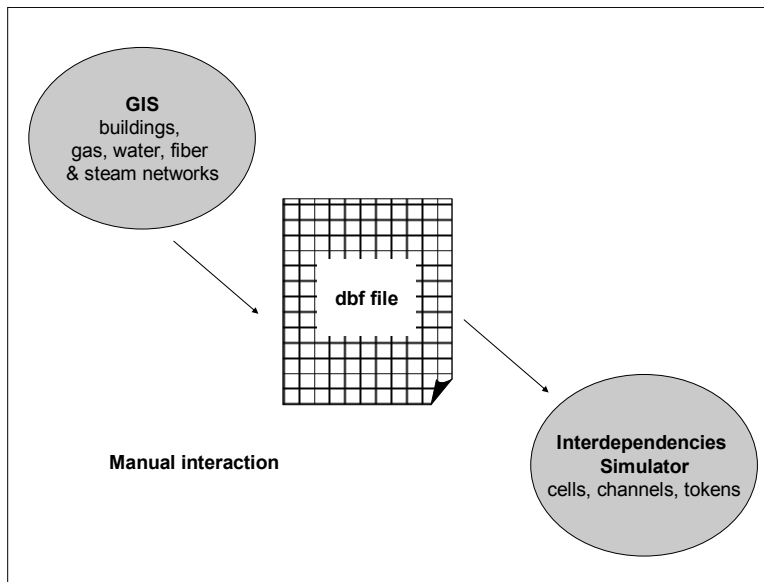 GIS
buildings,
gas, water, fiber
& steam networks
dbf file
Manual interaction
Interdependencies
Simulator
cells, channels, tokens